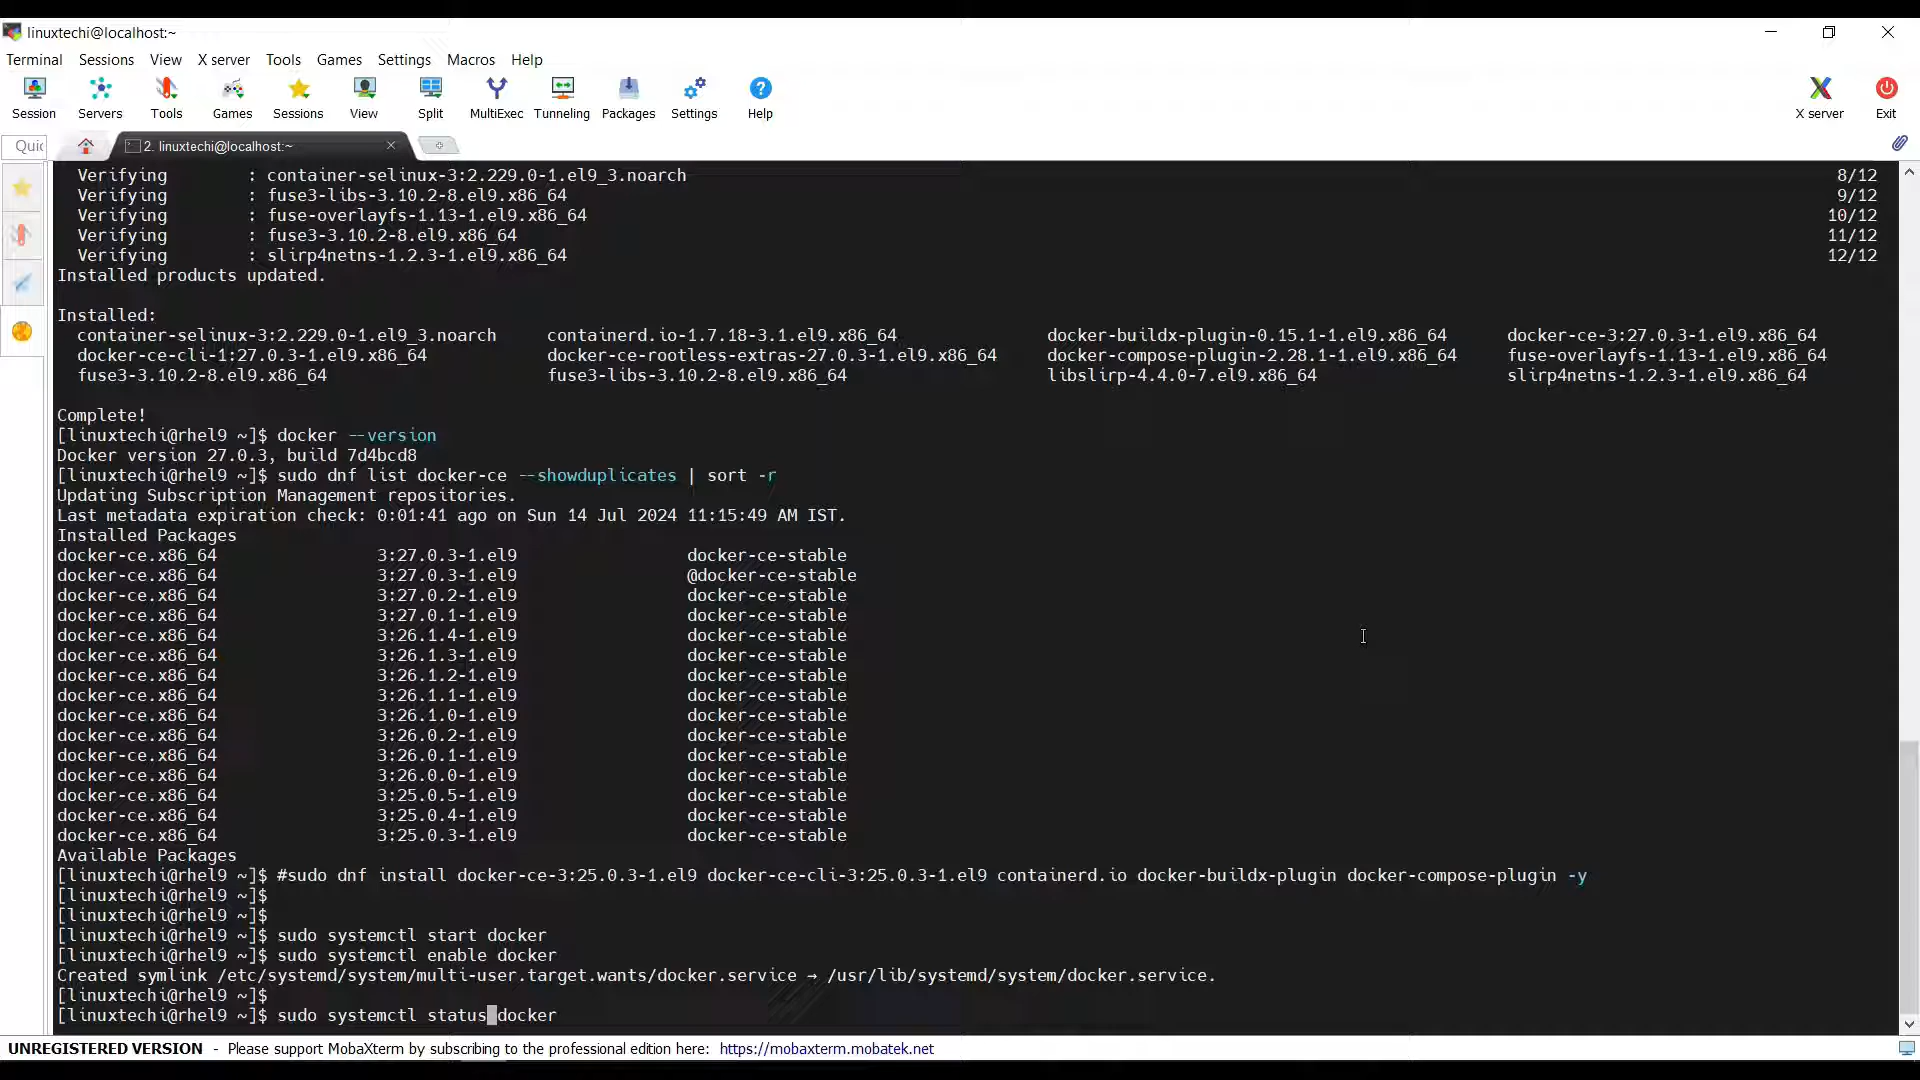 linuxtechi@localhost:~
Terminal Sessions View X server Tools Games Settings Macros Help
Session Servers Tools Games Sessions View Split MultiExec Tunneling Packages Settings Help X server Exit
Quic 2. linuxtechi@localhost:~
Verifying : container-selinux-3:2.229.0-1.el9_3.noarch 8/12
Verifying : fuse3-libs-3.10.2-8.el9.x86_64 9/12
Verifying : fuse-overlayfs-1.13-1.el9.x86_64 10/12
Verifying : fuse3-3.10.2-8.el9.x86_64 11/12
Verifying : slirp4netns-1.2.3-1.el9.x86_64 12/12
Installed products updated.
Installed:
container-selinux-3:2.229.0-1.el9_3.noarch containerd.io-1.7.18-3.1.el9.x86_64 docker-buildx-plugin-0.15.1-1.el9.x86_64 docker-ce-3:27.0.3-1.el9.x86_64
docker-ce-cli-1:27.0.3-1.el9.x86_64 docker-ce-rootless-extras-27.0.3-1.el9.x86_64 docker-compose-plugin-2.28.1-1.el9.x86_64 fuse-overlayfs-1.13-1.el9.x86_64
fuse3-3.10.2-8.el9.x86_64 fuse3-libs-3.10.2-8.el9.x86_64 libslirp-4.4.0-7.el9.x86_64 slirp4netns-1.2.3-1.el9.x86_64
Complete!
[linuxtechi@rhel9 ~]$ docker --version
Docker version 27.0.3, build 7d4bcd8
[linuxtechi@rhel9 ~]$ sudo dnf list docker-ce --showduplicates | sort -r
Updating Subscription Management repositories.
Last metadata expiration check: 0:01:41 ago on Sun 14 Jul 2024 11:15:49 AM IST.
Installed Packages
docker-ce.x86_64 3:27.0.3-1.el9 docker-ce-stable
docker-ce.x86_64 3:27.0.3-1.el9 @docker-ce-stable
docker-ce.x86_64 3:27.0.2-1.el9 docker-ce-stable
docker-ce.x86_64 3:27.0.1-1.el9 docker-ce-stable
docker-ce.x86_64 3:26.1.4-1.el9 docker-ce-stable
docker-ce.x86_64 3:26.1.3-1.el9 docker-ce-stable
docker-ce.x86_64 3:26.1.2-1.el9 docker-ce-stable
docker-ce.x86_64 3:26.1.1-1.el9 docker-ce-stable
docker-ce.x86_64 3:26.1.0-1.el9 docker-ce-stable
docker-ce.x86_64 3:26.0.2-1.el9 docker-ce-stable
docker-ce.x86_64 3:26.0.1-1.el9 docker-ce-stable
docker-ce.x86_64 3:26.0.0-1.el9 docker-ce-stable
docker-ce.x86_64 3:25.0.5-1.el9 docker-ce-stable
docker-ce.x86_64 3:25.0.4-1.el9 docker-ce-stable
docker-ce.x86_64 3:25.0.3-1.el9 docker-ce-stable
Available Packages
[linuxtechi@rhel9 ~]$ #sudo dnf install docker-ce-3:25.0.3-1.el9 docker-ce-cli-3:25.0.3-1.el9 containerd.io docker-buildx-plugin docker-compose-plugin -y
[linuxtechi@rhel9 ~]$
[linuxtechi@rhel9 ~]$
[linuxtechi@rhel9 ~]$ sudo systemctl start docker
[linuxtechi@rhel9 ~]$ sudo systemctl enable docker
Created symlink /etc/systemd/system/multi-user.target.wants/docker.service → /usr/lib/systemd/system/docker.service.
[linuxtechi@rhel9 ~]$
[linuxtechi@rhel9 ~]$ sudo systemctl status docker
UNREGISTERED VERSION - Please support MobaXterm by subscribing to the professional edition here: https://mobaxterm.mobatek.net